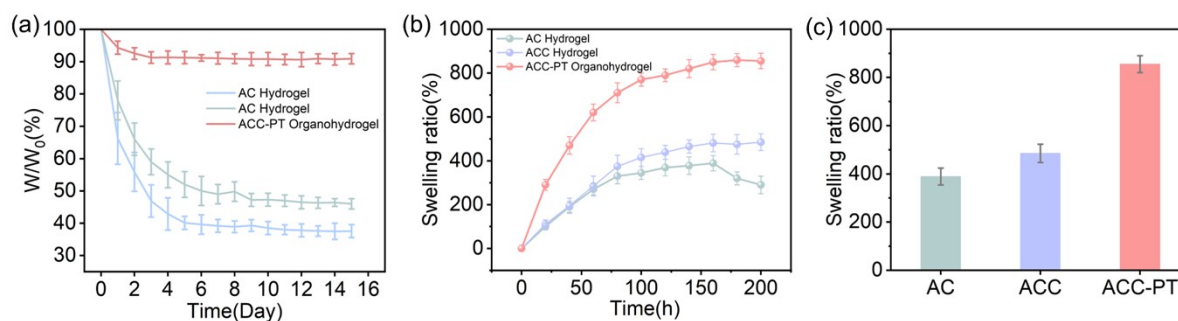 (a)
100
90
80
70
60
50
40
30
W/W0(%)
AC Hydrogel
AC Hydrogel
ACC-PT Organohydrogel
0 2 4 6 8 10 12 14 16
Time(Day)
(b)
1000
800
600
400
200
0
Swelling ratio(%)
AC Hydrogel
ACC Hydrogel
ACC-PT Organohydrogel
0 50 100 150 200
Time(h)
(c)
1000
800
600
400
200
0
Swelling ratio(%)
AC ACC ACC-PT